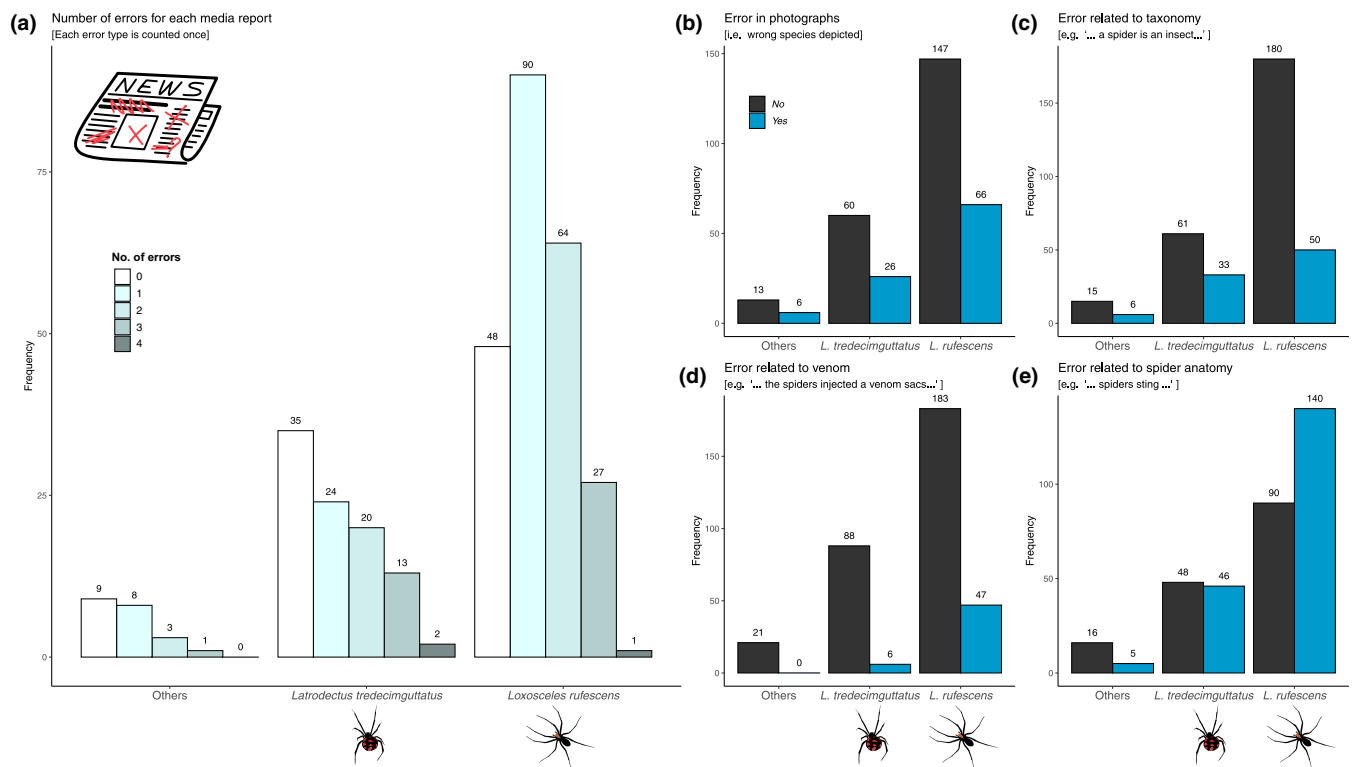 (a)
Number of errors for each media report
[Each error type is counted once]
NEWS
No. of errors
0
1
2
3
4
Frequency
75
50
25
0
9
8
3
1
0
35
24
20
13
2
48
90
64
27
1
Others
Latrodectus tredecimguttatus
Loxosceles rufescens
(b)
Error in photographs
[i.e. wrong species depicted]
No
Yes
Frequency
150
100
50
0
13
6
60
26
147
66
Others
L. tredecimguttatus
L. rufescens
(c)
Error related to taxonomy
[e.g. '... a spider is an insect...' ]
Frequency
150
100
50
0
15
6
61
33
180
50
Others
L. tredecimguttatus
L. rufescens
(d)
Error related to venom
[e.g. '... the spiders injected a venom sacs...' ]
Frequency
150
100
50
0
21
0
88
6
183
47
Others
L. tredecimguttatus
L. rufescens
(e)
Error related to spider anatomy
[e.g. '... spiders sting ...' ]
Frequency
100
50
0
16
5
48
46
90
140
Others
L. tredecimguttatus
L. rufescens